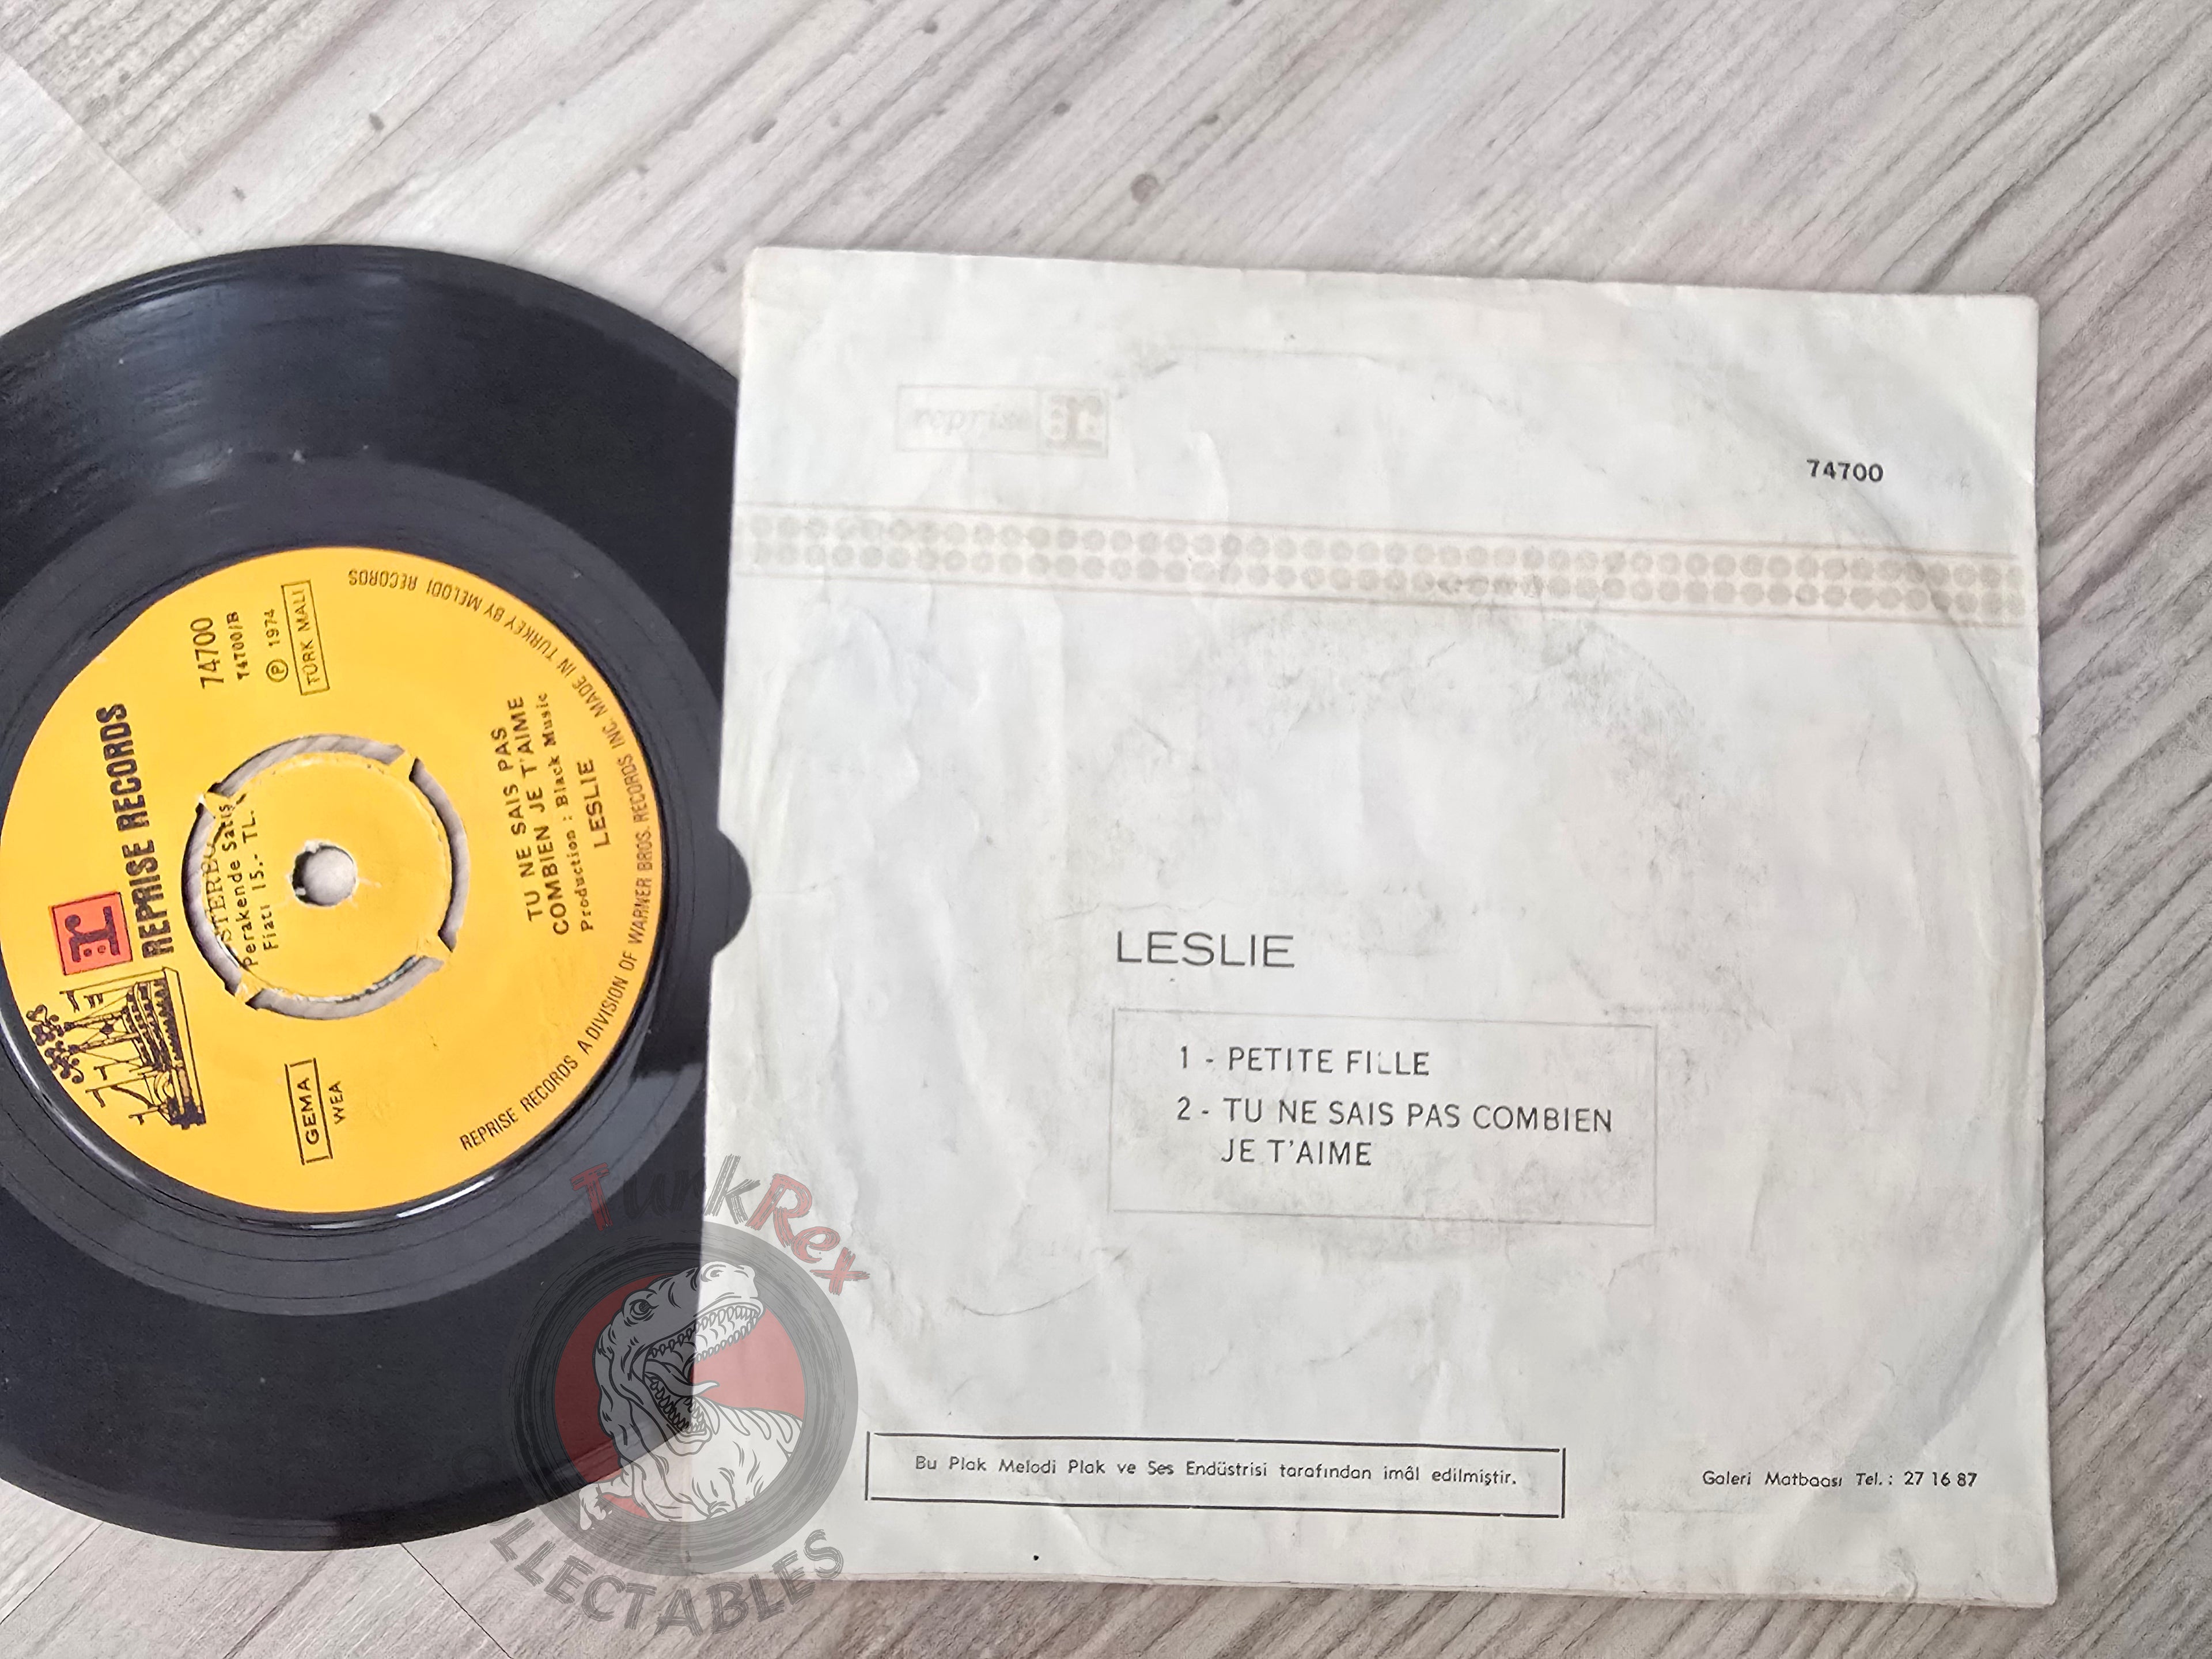 REPRISE RECORDS
74700
74700/B
Ⓟ 1974
TÜRK MALI
STEREO
Perakende Satış
Fiatı 15.- TL.
GEMA
WEA
TU NE SAIS PAS
COMBIEN JE T'AIME
Production : Black Music
LESLIE
REPRISE RECORDS A DIVISION OF WARNER BROS. RECORDS INC. MADE IN TURKEY BY MELODI RECORDS
reprise
74700
LESLIE
1 - PETITE FILLE
2 - TU NE SAIS PAS COMBIEN
JE T'AIME
Bu Plak Melodi Plak ve Ses Endüstrisi tarafından imâl edilmiştir.
Galeri Matbaası Tel.: 27 16 87
TurkRex
LLECTABLES